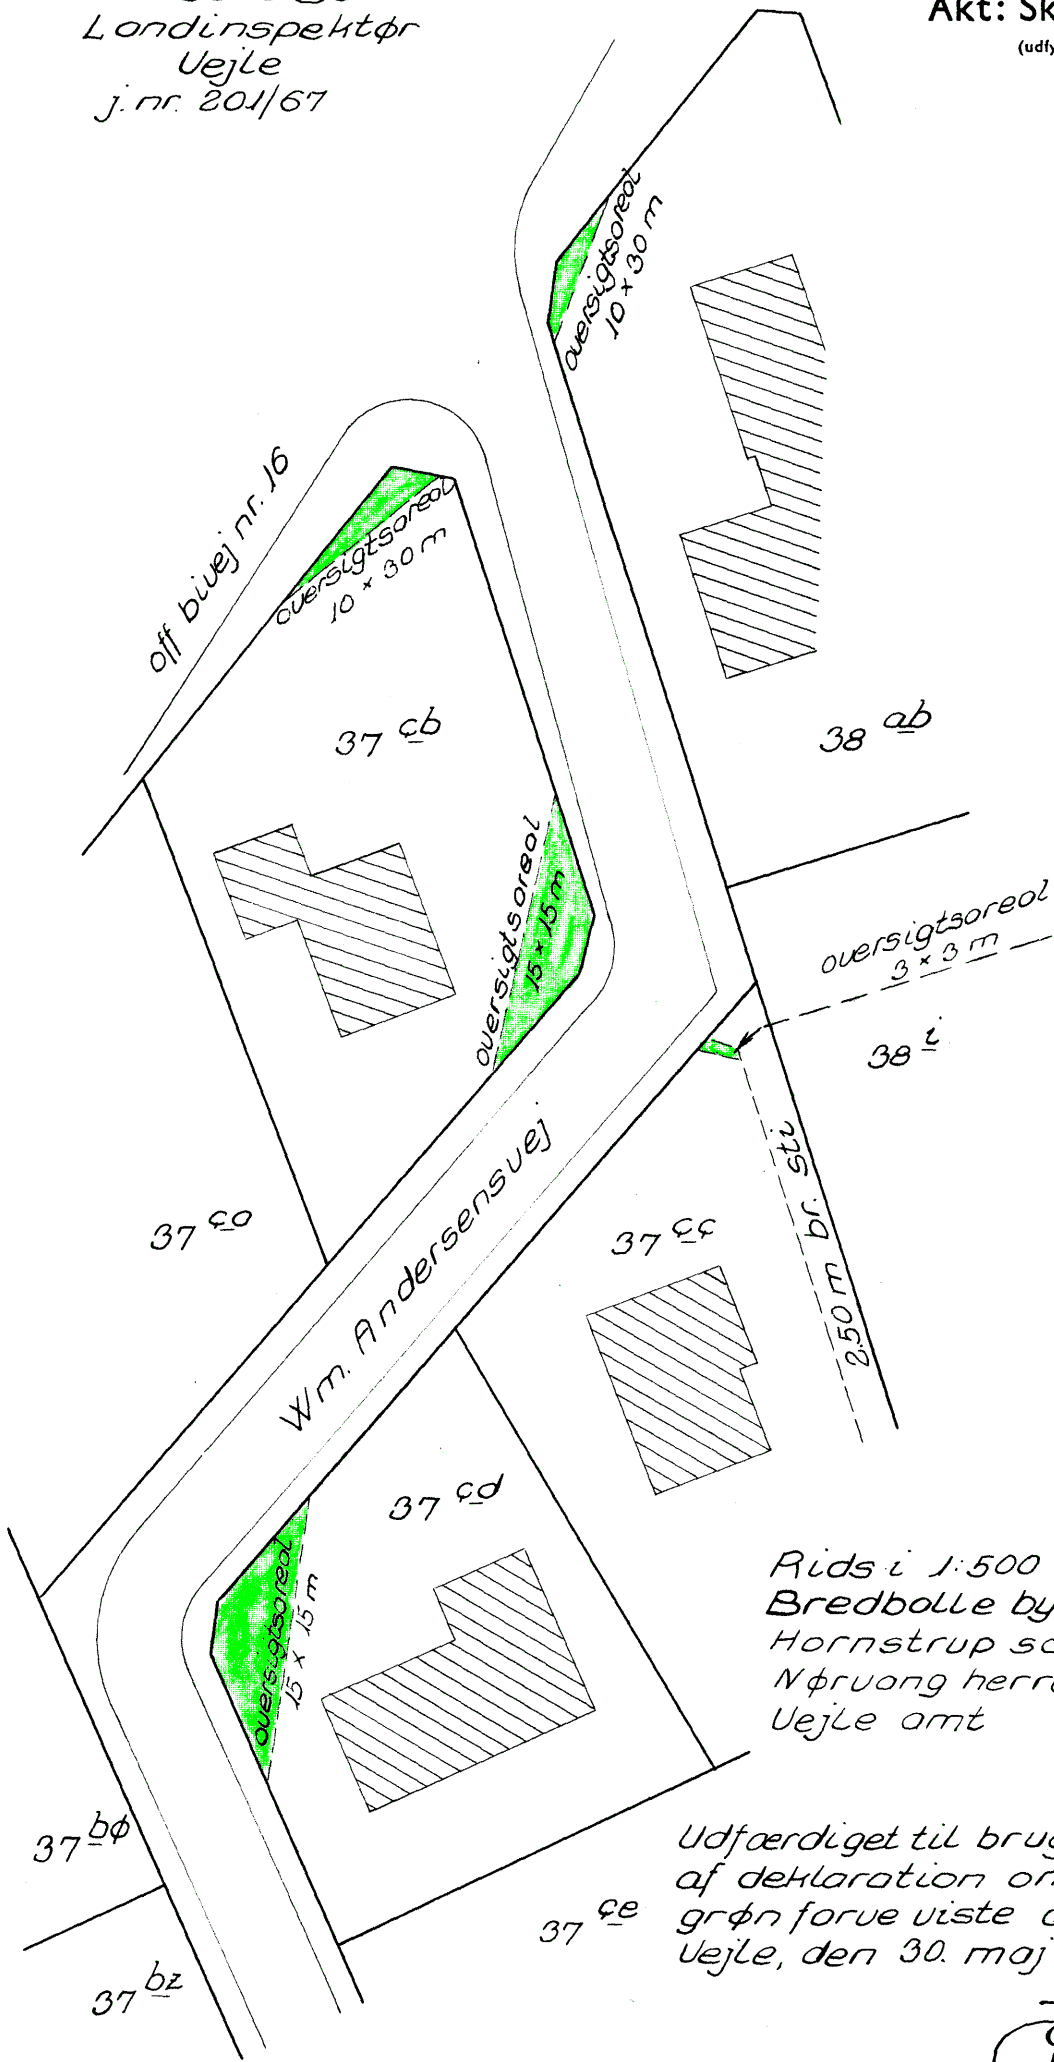 Landinspektør
Vejle
j. nr. 201/67
Akt: Sk
(udfy
oversigtsareal
10 x 30 m
off bivej nr. 16
oversigtsareal
10 x 30 m
37 cb
38 ab
oversigtsareal
15 x 15 m
oversigtsareal
3 x 3 m
38 i
37 ca
Wm. Andersensvej
37 cc
2.50 m br. sti
37 cd
oversigtsareal
15 x 15 m
Rids i 1:500
Bredballe by
Hornstrup so
Nørvang herre
Vejle amt
37 bø
37 ce
37 bz
Udfærdiget til brug
af deklaration om
grøn farve viste a
Vejle, den 30. maj